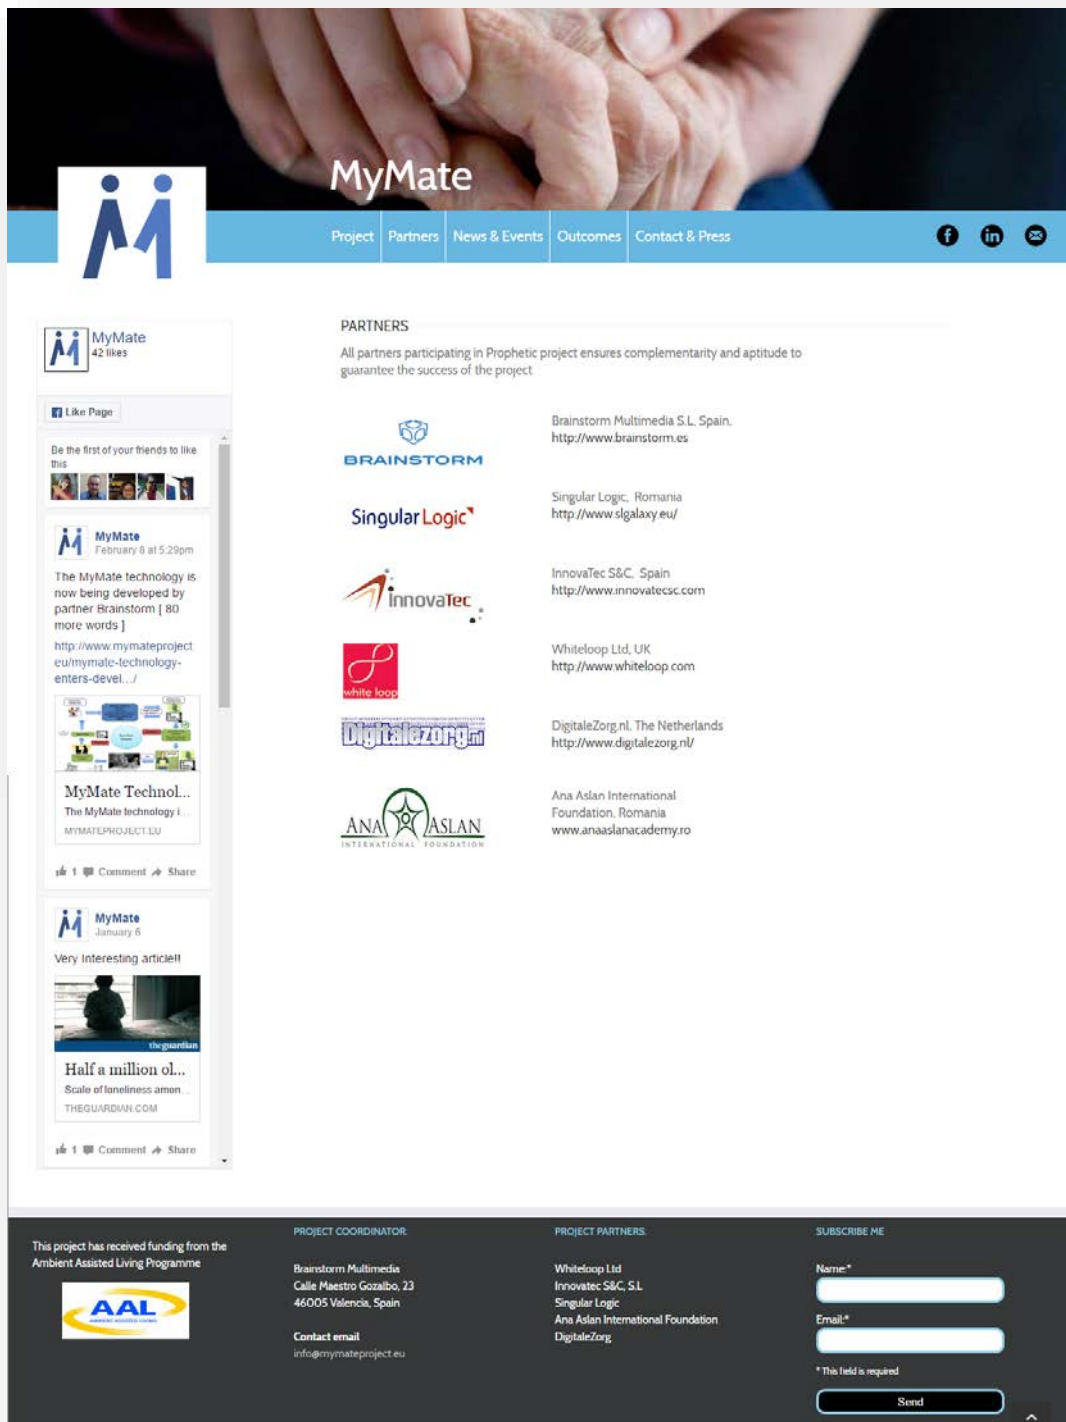 MyMate
Project
Partners
News & Events
Outcomes
Contact & Press
MyMate
42 likes
Like Page
Be the first of your friends to like
this
MyMate
February 8 at 5:29pm
The MyMate technology is
now being developed by
partner Brainstorm [ 80
more words ]
http://www.mymateproject
eu/mymate-technology-
enters-devel.../
MyMate Technol...
The MyMate technology i...
MYMATEPROJECT.EU
1 Comment Share
MyMate
January 6
Very Interesting article!!
theguardian
Half a million ol...
Scale of loneliness amon...
THEGUARDIAN.COM
1 Comment Share
PARTNERS
All partners participating in Prophetic project ensures complementarity and aptitude to
guarantee the success of the project
BRAINSTORM
Brainstorm Multimedia S.L, Spain.
http://www.brainstorm.es
SingularLogic
Singular Logic, Romania
http://www.slgalaxy.eu/
InnovaTec
InnovaTec S&C, Spain
http://www.innovatecsc.com
white loop
Whiteloop Ltd, UK
http://www.whiteloop.com
Digitalezorg.nl
DigitaleZorg.nl, The Netherlands
http://www.digitalezorg.nl/
ANA ASLAN
INTERNATIONAL FOUNDATION
Ana Aslan International
Foundation, Romania
www.anaaslanacademy.ro
This project has received funding from the
Ambient Assisted Living Programme
AAL
AMBIENT ASSISTED LIVING
PROJECT COORDINATOR.
Brainstorm Multimedia
Calle Maestro Gozalbo, 23
46005 Valencia, Spain
Contact email
info@mymateproject.eu
PROJECT PARTNERS.
Whiteloop Ltd
Innovatec S&C, S.L
Singular Logic
Ana Aslan International Foundation
DigitaleZorg
SUBSCRIBE ME
Name:*
Email:*
* This field is required
Send